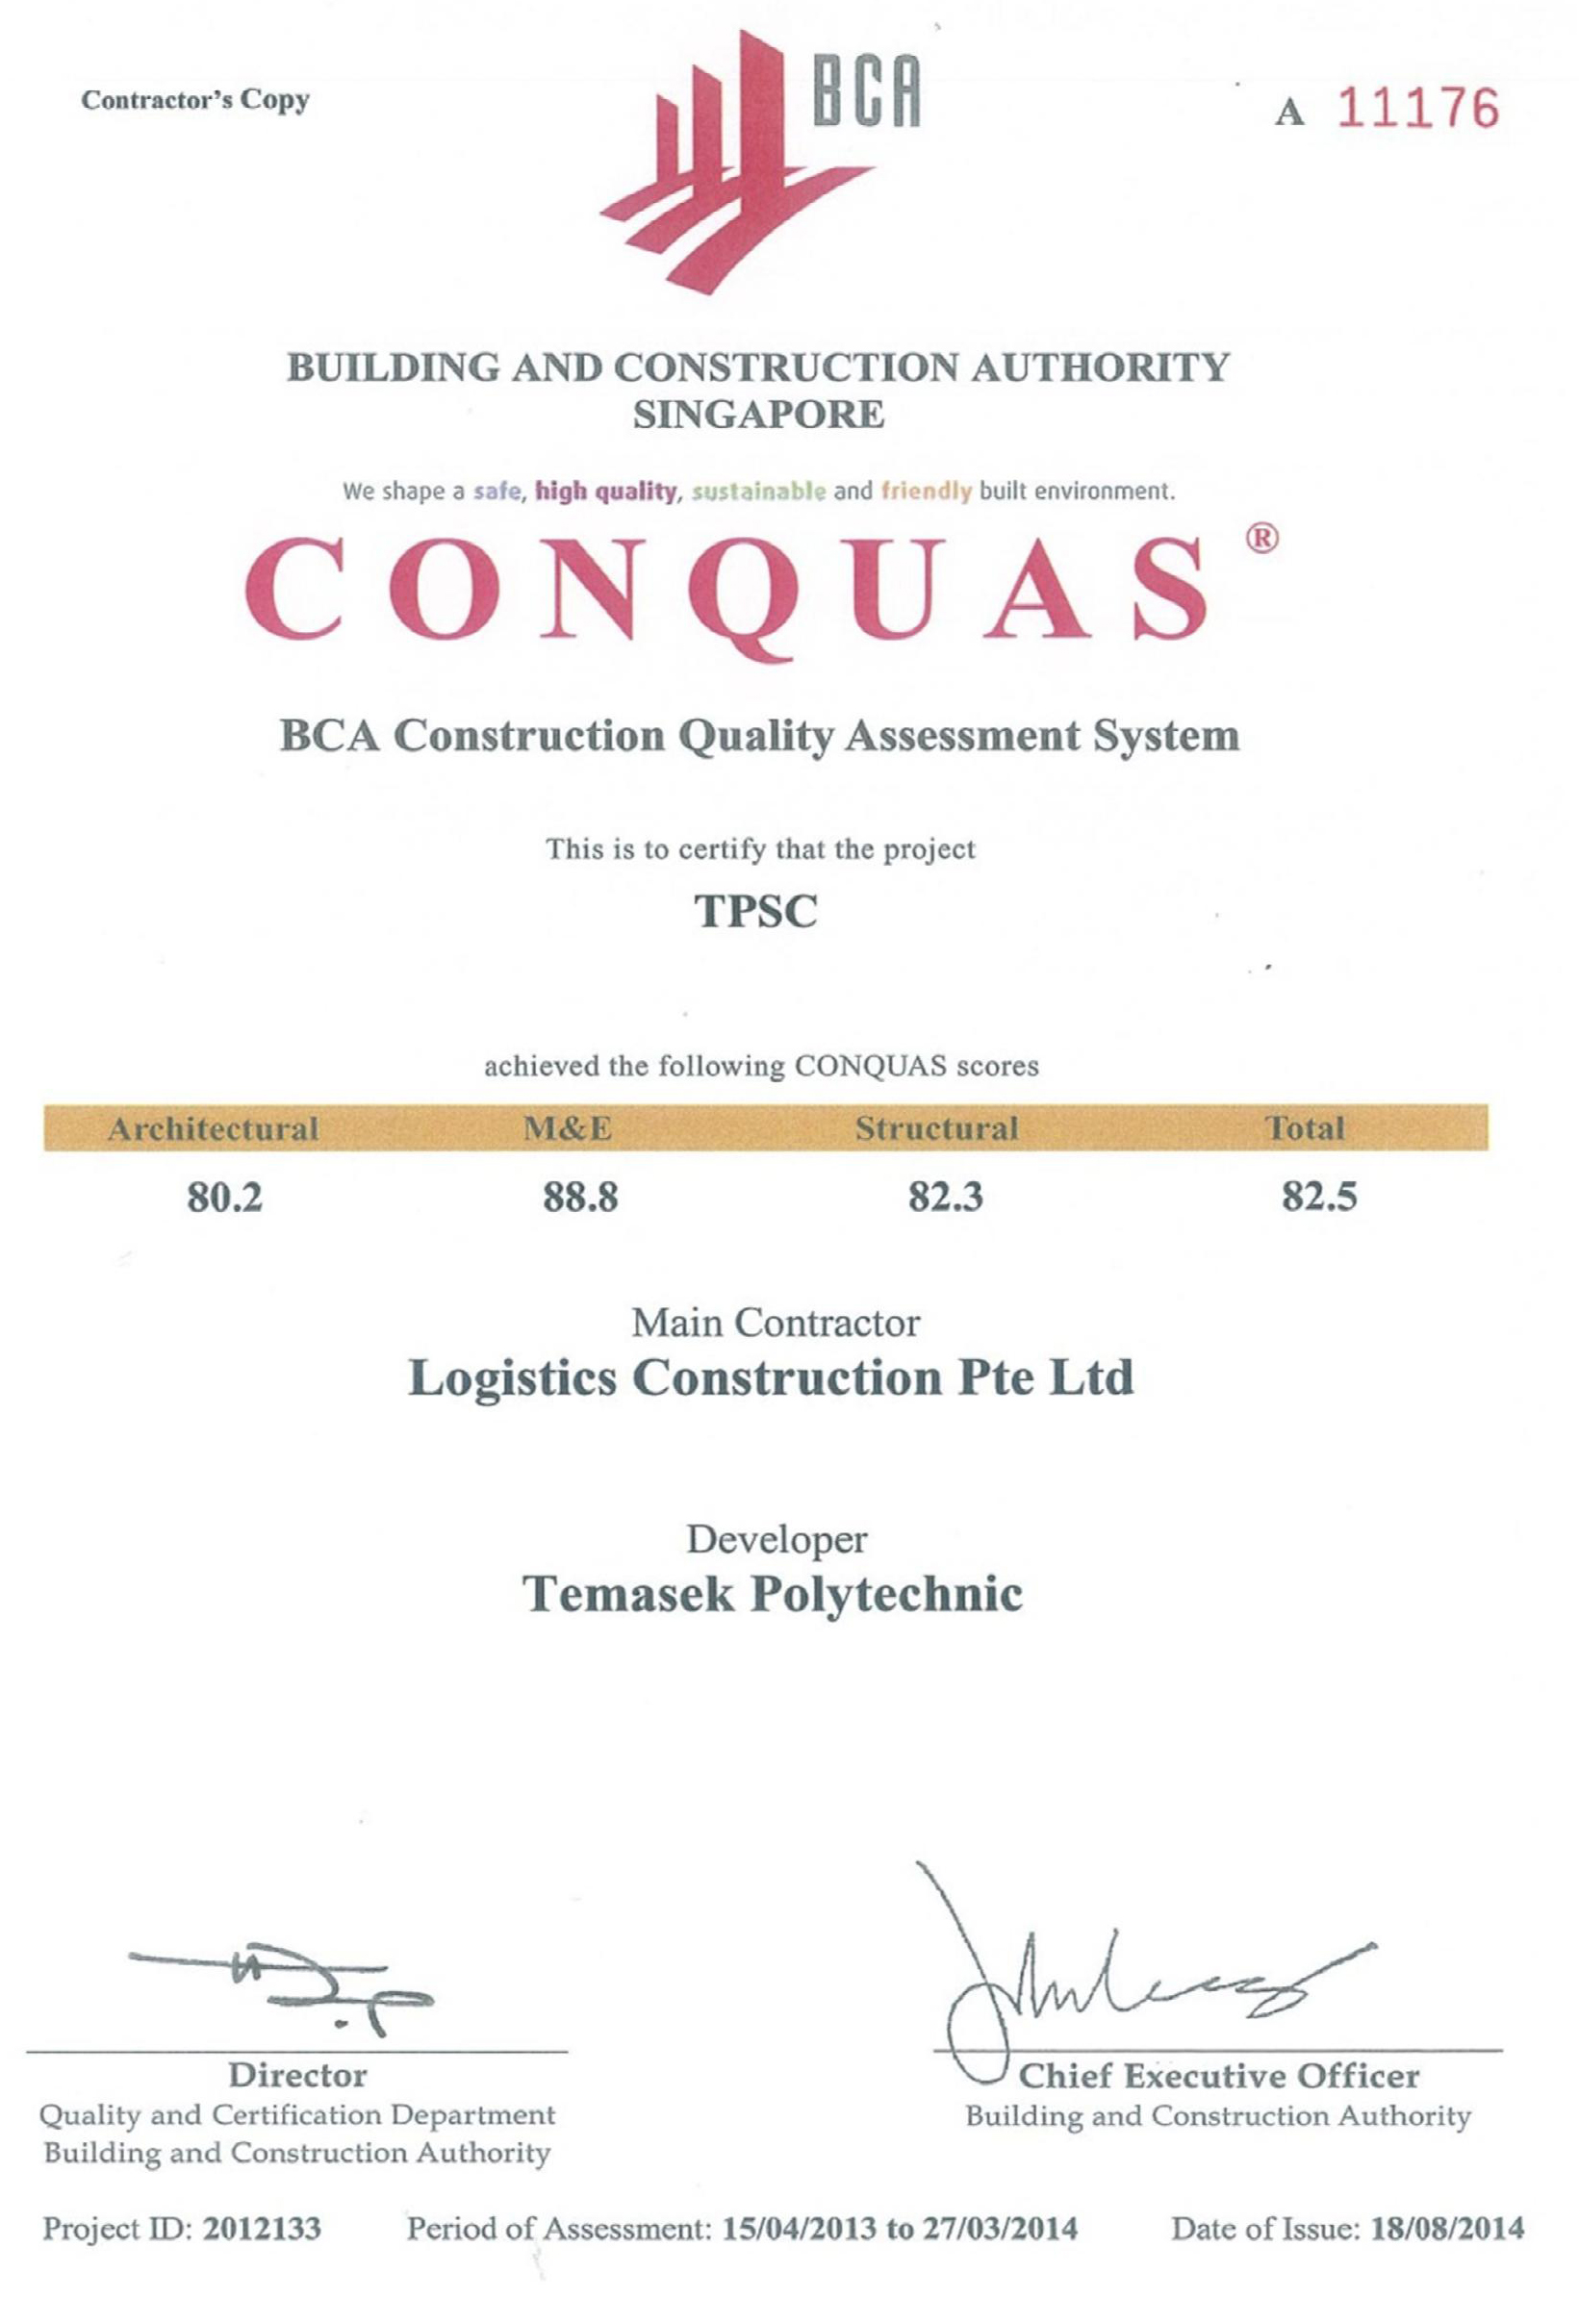 Contractor's Copy
BCA
A 11176
BUILDING AND CONSTRUCTION AUTHORITY
SINGAPORE
We shape a safe, high quality, sustainable and friendly built environment.
CONQUAS®
BCA Construction Quality Assessment System
This is to certify that the project
TPSC
achieved the following CONQUAS scores
Architectural M&E Structural Total
80.2 88.8 82.3 82.5
Main Contractor
Logistics Construction Pte Ltd
Developer
Temasek Polytechnic
Director
Quality and Certification Department
Building and Construction Authority
Chief Executive Officer
Building and Construction Authority
Project ID: 2012133 Period of Assessment: 15/04/2013 to 27/03/2014 Date of Issue: 18/08/2014